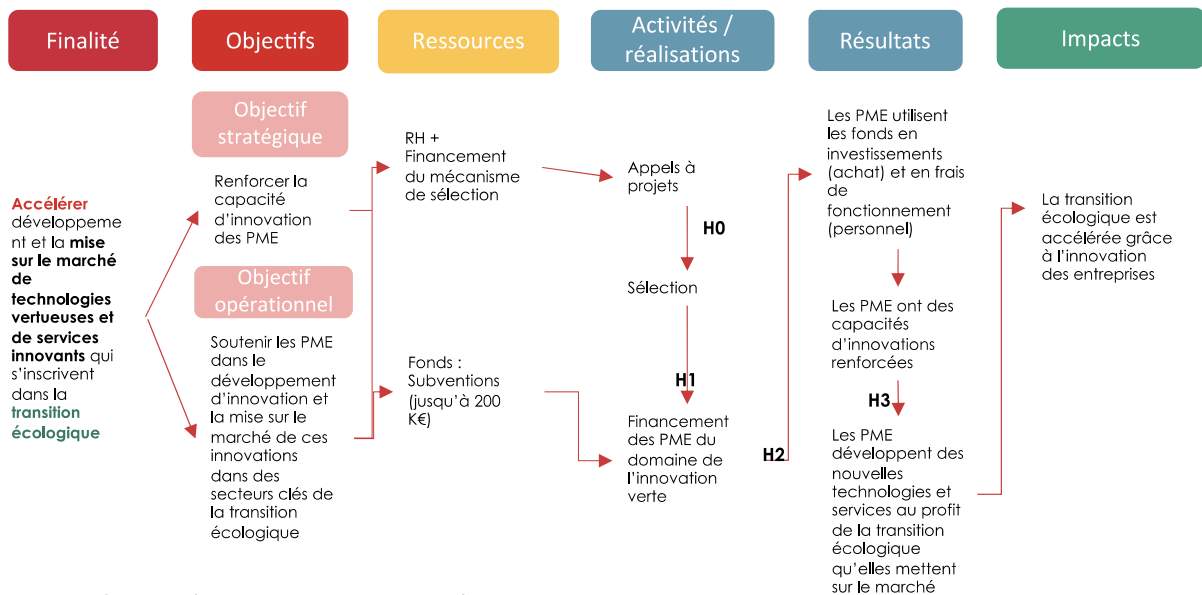 Finalité
Objectifs
Ressources
Activités /
réalisations
Résultats
Impacts
Accélérer
développeme
nt et la mise
sur le marché
de
technologies
vertueuses et
de services
innovants qui
s’inscrivent
dans la
transition
écologique
Objectif
stratégique
Renforcer la
capacité
d’innovation
des PME
Objectif
opérationnel
Soutenir les PME
dans le
développement
d’innovation et
la mise sur le
marché de ces
innovations
dans des
secteurs clés de
la transition
écologique
RH +
Financement
du mécanisme
de sélection
Fonds :
Subventions
(jusqu’à 200
K€)
Appels à
projets
H0
Sélection
H1
Financement
des PME du
domaine de
l’innovation
verte
H2
Les PME utilisent
les fonds en
investissements
(achat) et en frais
de
fonctionnement
(personnel)
Les PME ont des
capacités
d’innovations
renforcées
H3
Les PME
développent des
nouvelles
technologies et
services au profit
de la transition
écologique
qu’elles mettent
sur le marché
La transition
écologique est
accélérée grâce
à l’innovation
des entreprises